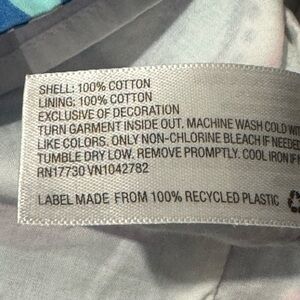 SHELL: 100% COTTON
LINING: 100% COTTON
EXCLUSIVE OF DECORATION
TURN GARMENT INSIDE OUT. MACHINE WASH COLD
LIKE COLORS. ONLY NON-CHLORINE BLEACH IF NEEDED
TUMBLE DRY LOW. REMOVE PROMPTLY. COOL IRON IF
RN17730 VN1042782
LABEL MADE FROM 100% RECYCLED PLASTIC